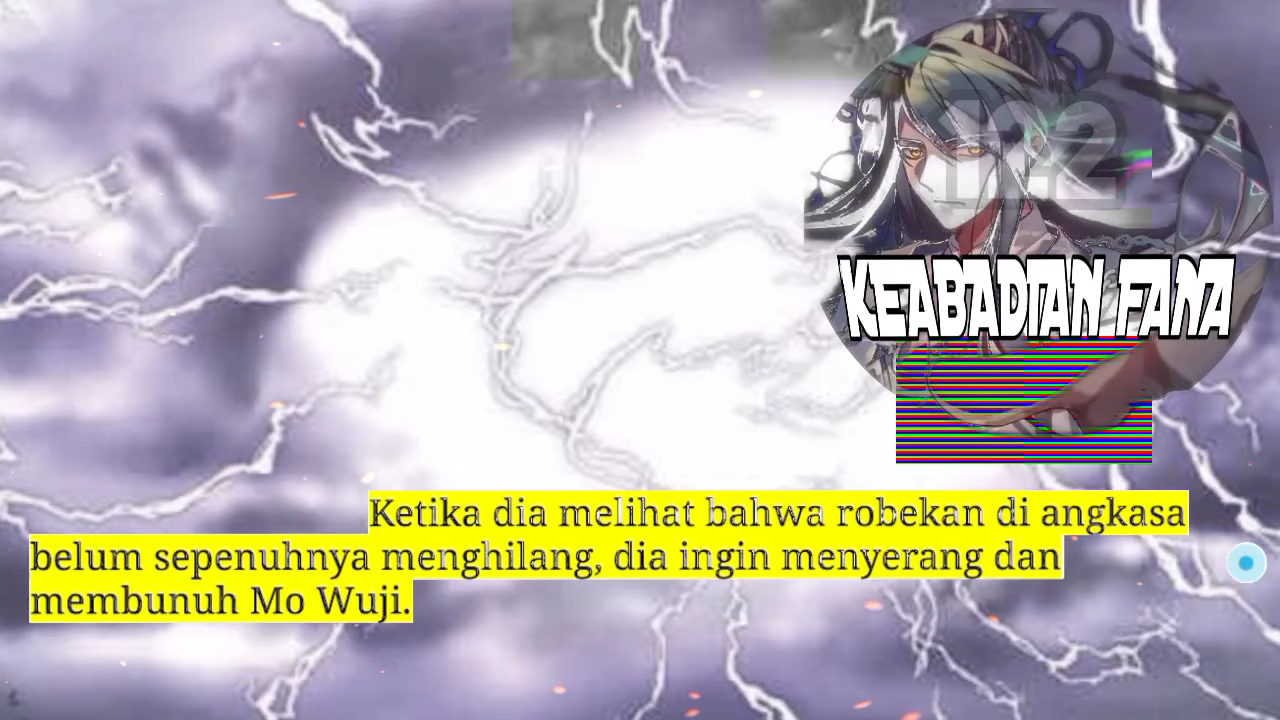 122
KEABADIAN FANA
Ketika dia melihat bahwa robekan di angkasa
belum sepenuhnya menghilang, dia ingin menyerang dan
membunuh Mo Wuji.